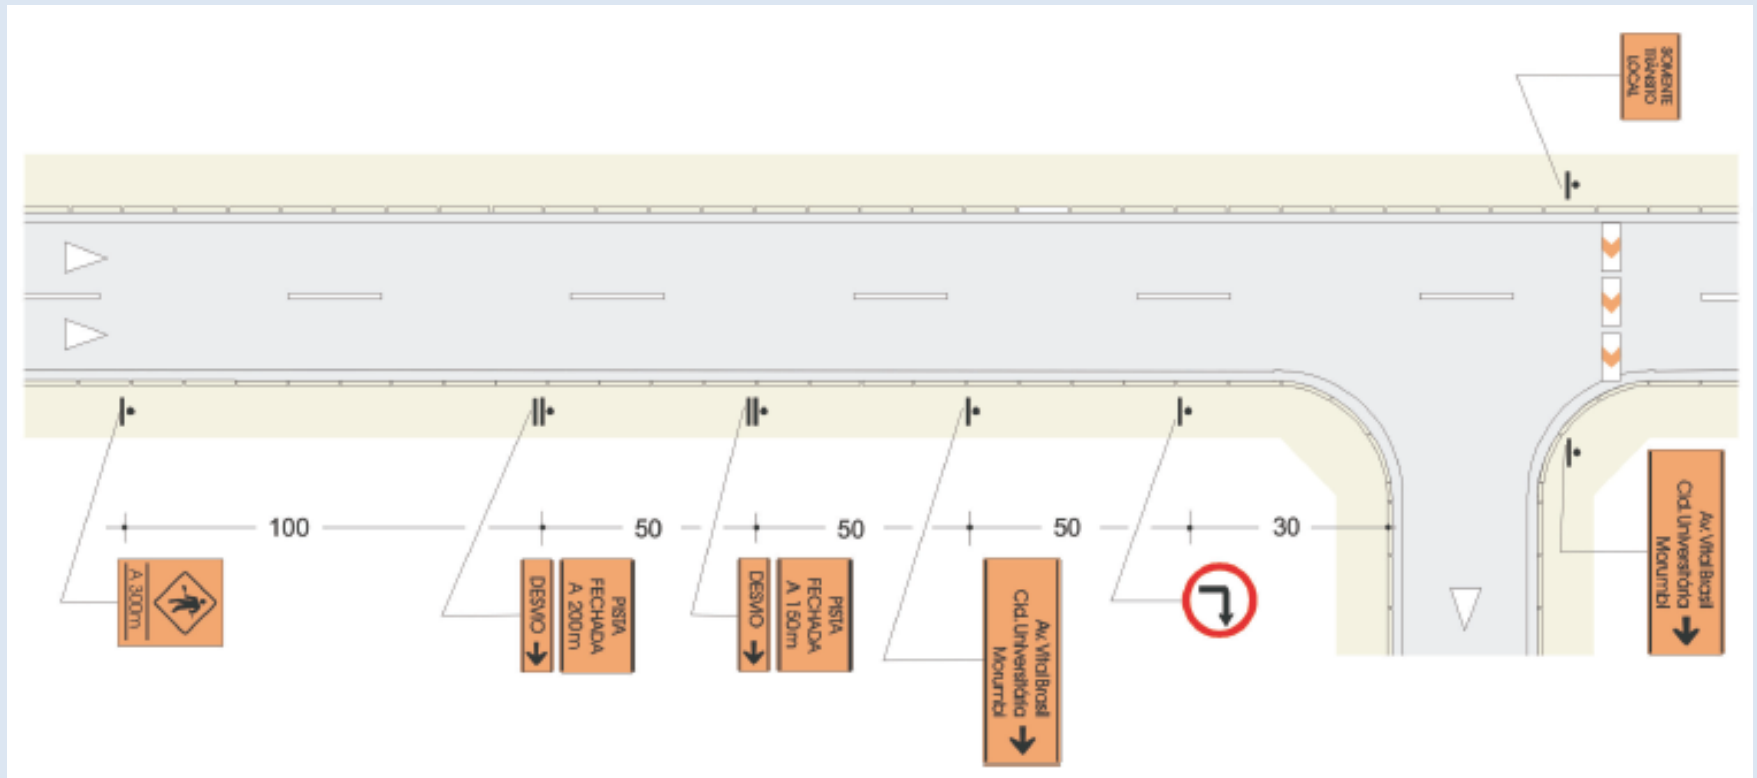 SOMENTE
TRÂNSITO
LOCAL
100
50
50
50
30
A 300m
PISTA
FECHADA
A 200m
DESVIO
PISTA
FECHADA
A 150m
DESVIO
Av. Vital Brasil
Cid. Universitária
Morumbi
Av. Vital Brasil
Cid. Universitária
Morumbi